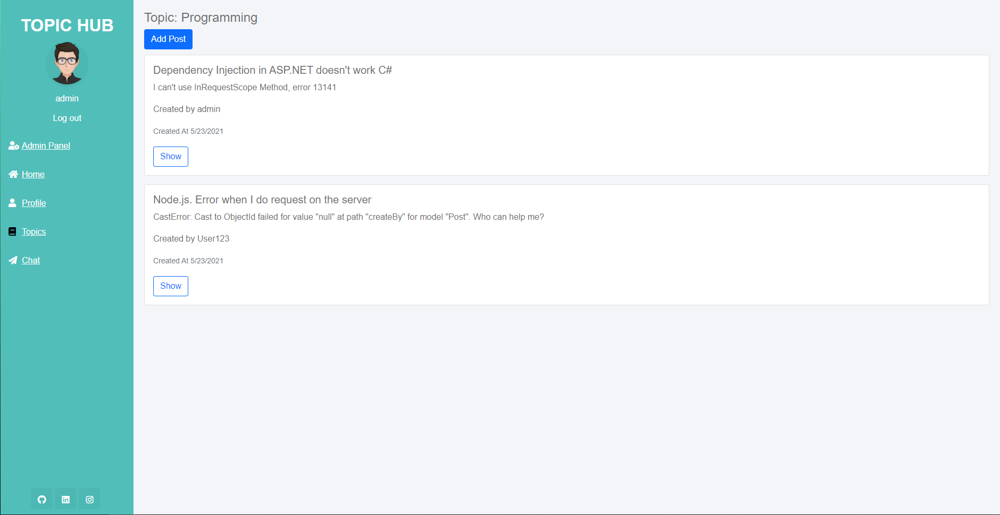 TOPIC HUB
admin
Log out
Admin Panel
Home
Profile
Topics
Chat
Topic: Programming
Add Post
Dependency Injection in ASP.NET doesn't work C#
I can't use InRequestScope Method, error 13141
Created by admin
Created At 5/23/2021
Show
Node.js. Error when I do request on the server
CastError: Cast to ObjectId failed for value "null" at path "createBy" for model "Post". Who can help me?
Created by User123
Created At 5/23/2021
Show